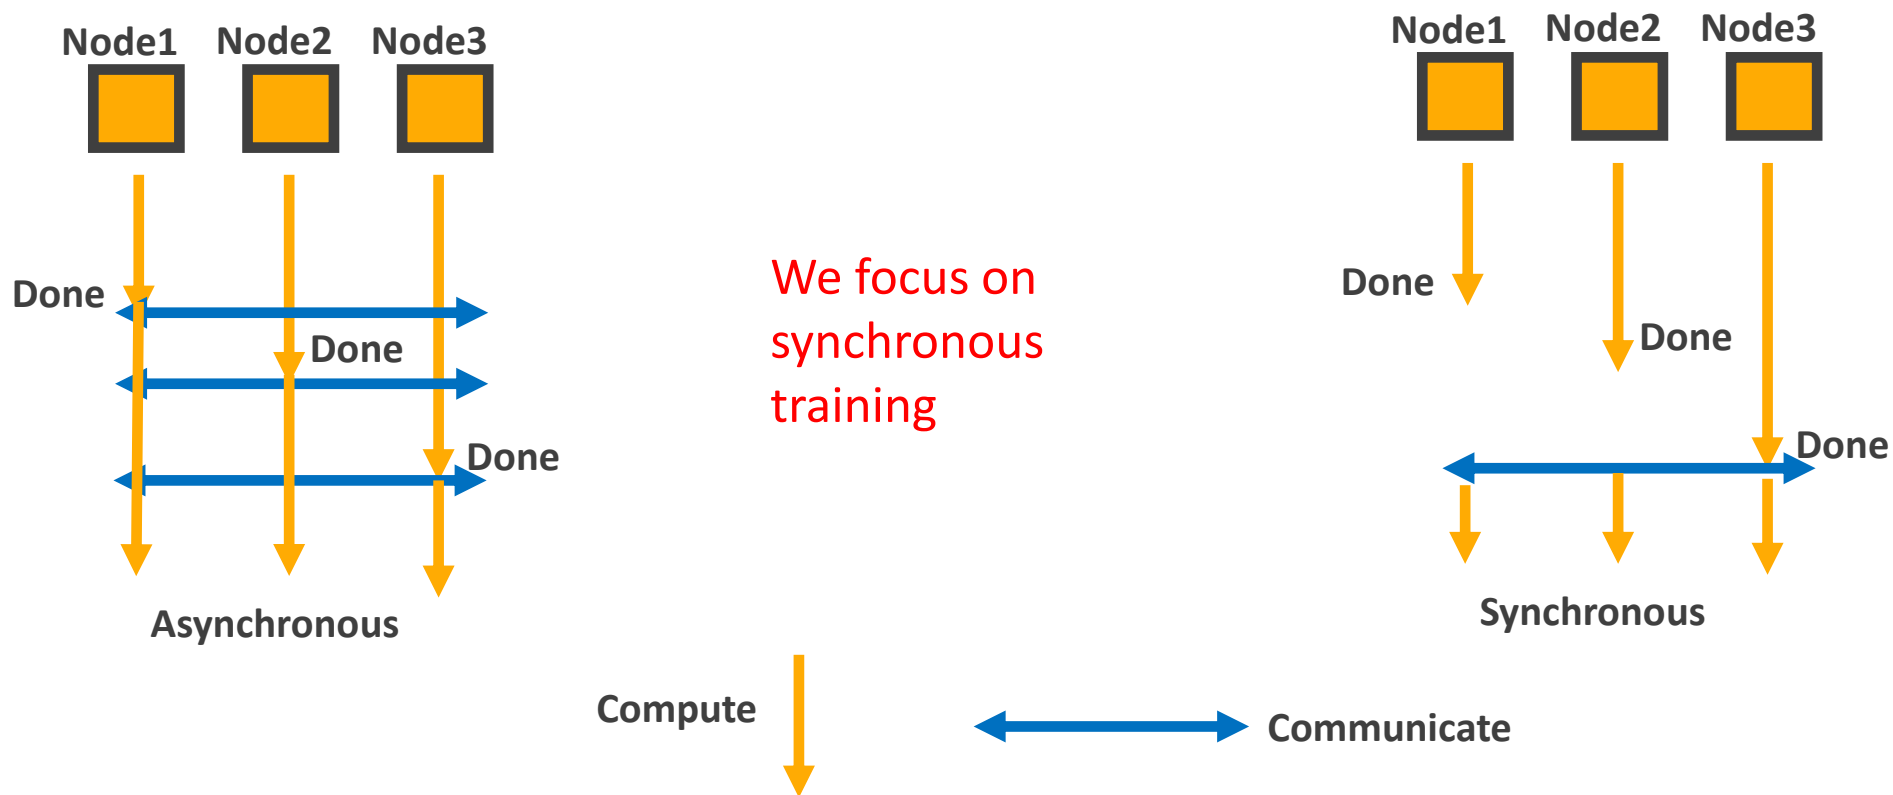 Node1 Node2 Node3
Done
Done
Done
Asynchronous
We focus on
synchronous
training
Node1 Node2 Node3
Done
Done
Done
Synchronous
Compute
Communicate